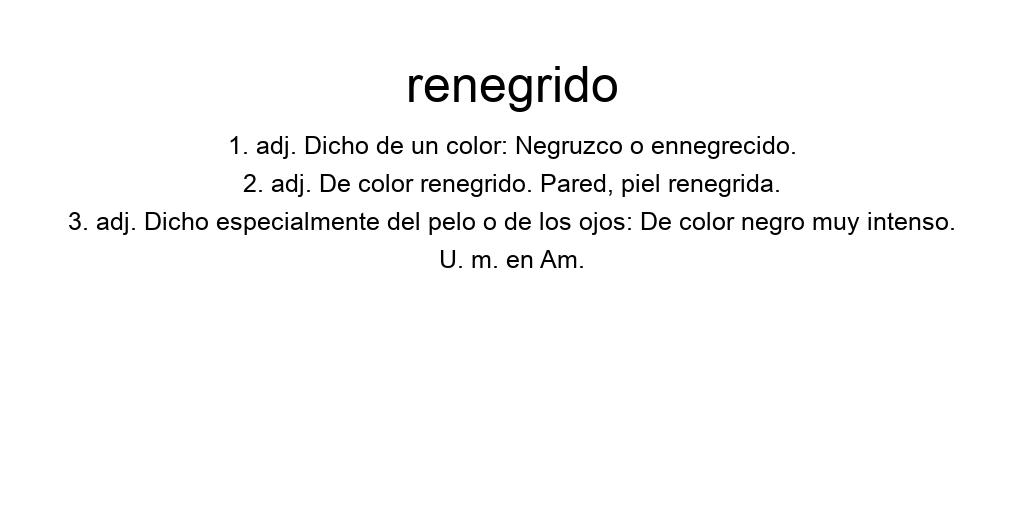 renegrido
1. adj. Dicho de un color: Negruzco o ennegrecido.
2. adj. De color renegrido. Pared, piel renegrida.
3. adj. Dicho especialmente del pelo o de los ojos: De color negro muy intenso.
U. m. en Am.